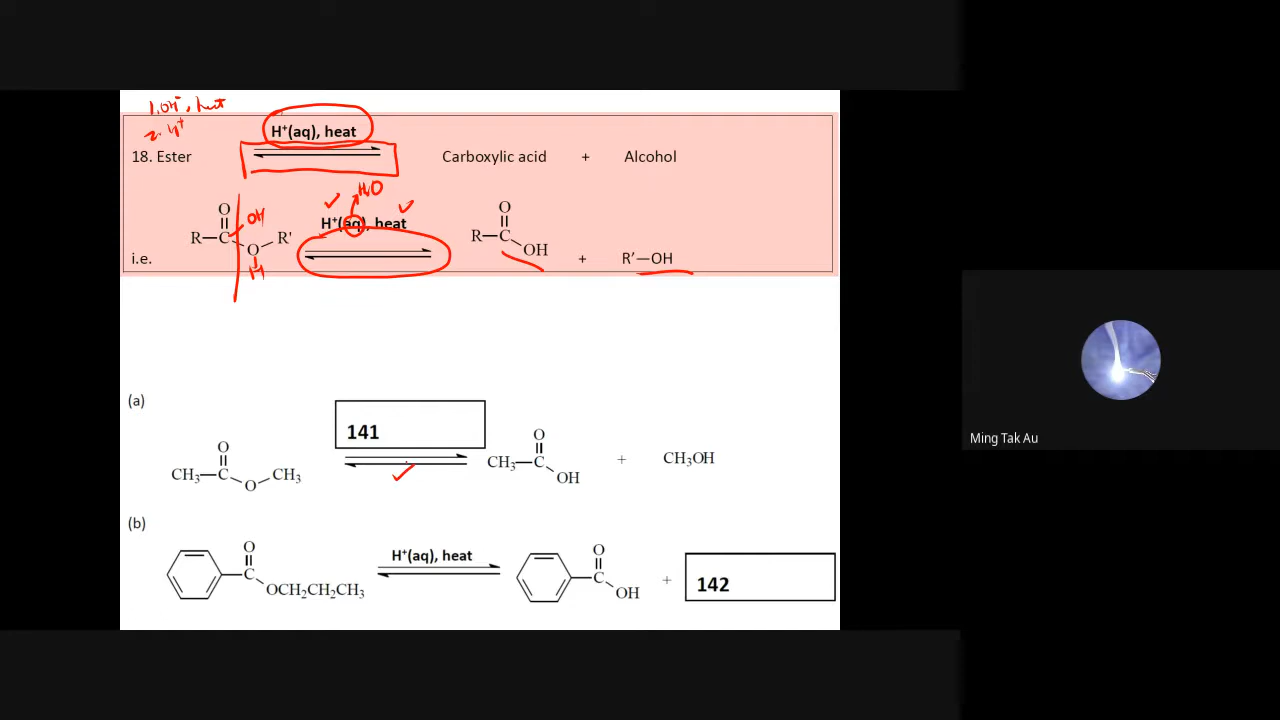 1. OH⁻, heat
2. H⁺
H⁺(aq), heat
18. Ester Carboxylic acid + Alcohol
H₂O
H⁺(aq), heat
O OH O
R—C O R' R—C OH
H
i.e. + R'—OH
(a)
141
O O
CH₃—C O CH₃ CH₃—C OH + CH₃OH
(b)
H⁺(aq), heat
O O
C OCH₂CH₂CH₃ C OH + 142
Ming Tak Au